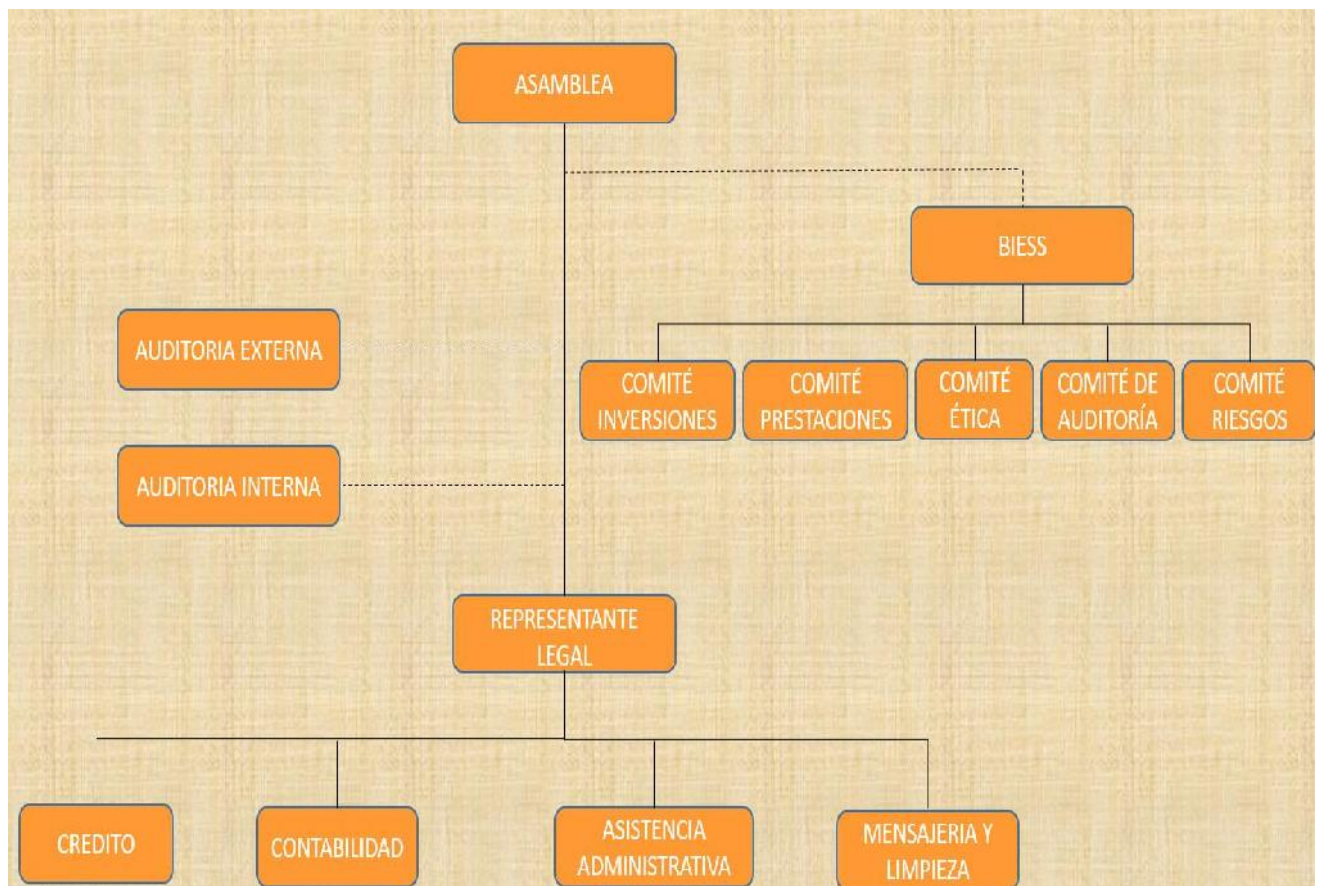 ASAMBLEA
BIESS
AUDITORIA EXTERNA
COMITÉ
INVERSIONES
COMITÉ
PRESTACIONES
COMITÉ
ÉTICA
COMITÉ DE
AUDITORÍA
COMITÉ
RIESGOS
AUDITORIA INTERNA
REPRESENTANTE
LEGAL
CREDITO
CONTABILIDAD
ASISTENCIA
ADMINISTRATIVA
MENSAJERIA Y
LIMPIEZA